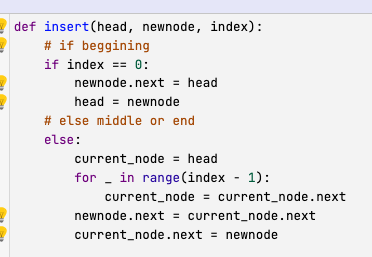 def insert(head, newnode, index):
    # if beggining
    if index == 0:
        newnode.next = head
        head = newnode
    # else middle or end
    else:
        current_node = head
        for _ in range(index - 1):
            current_node = current_node.next
        newnode.next = current_node.next
        current_node.next = newnode